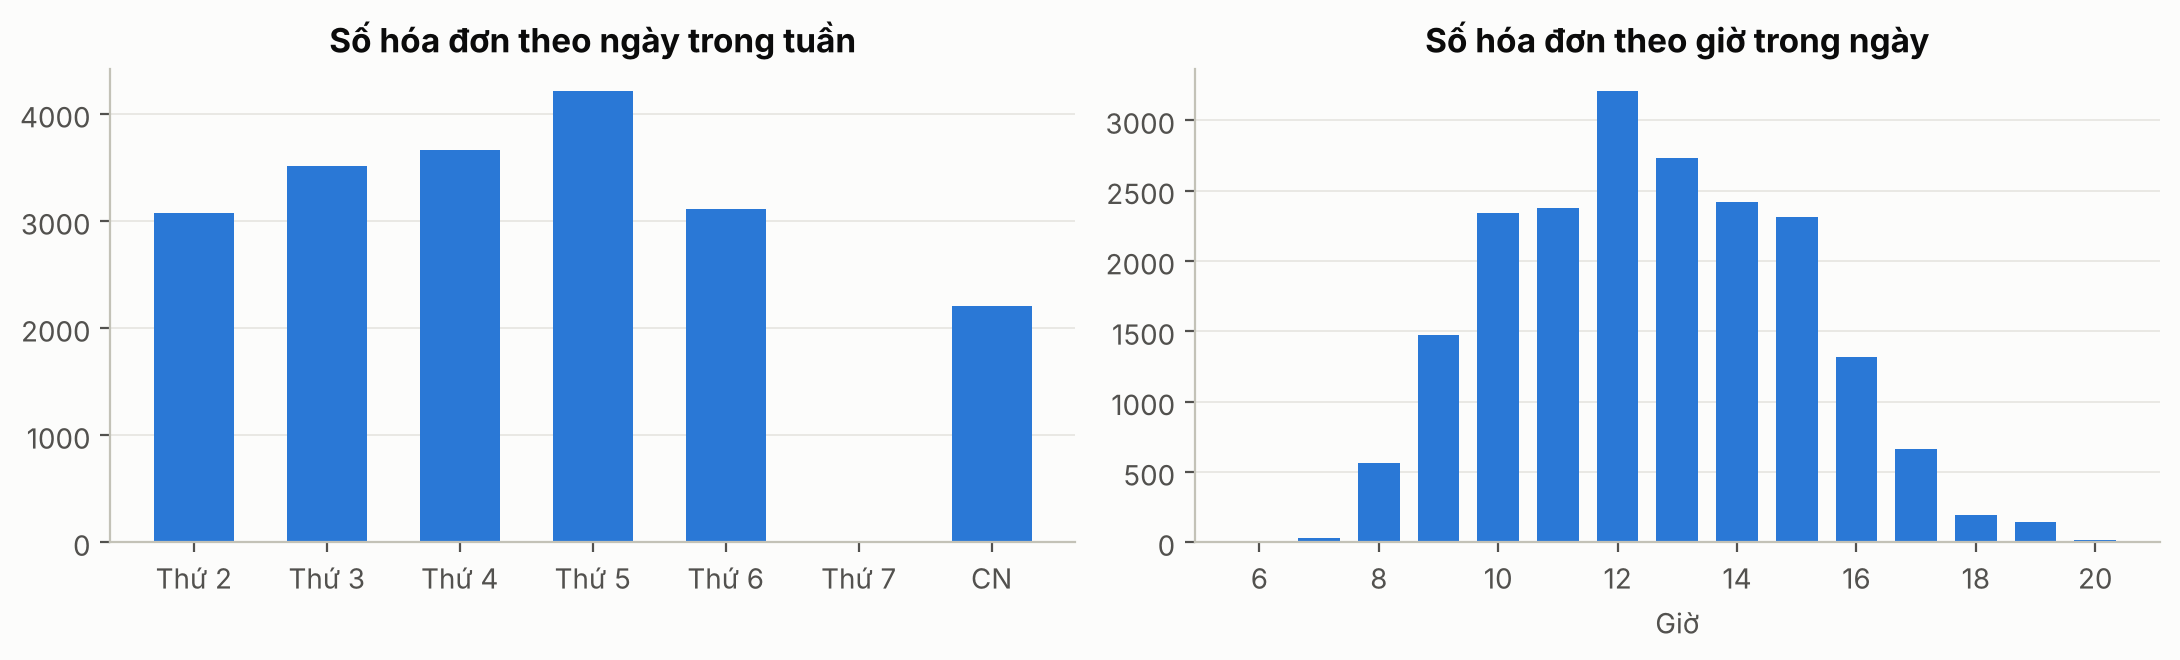 Số hóa đơn theo ngày trong tuần
4000
3000
2000
1000
0
Thứ 2 Thứ 3 Thứ 4 Thứ 5 Thứ 6 Thứ 7 CN
Số hóa đơn theo giờ trong ngày
3000
2500
2000
1500
1000
500
0
6 8 10 12 14 16 18 20
Giờ